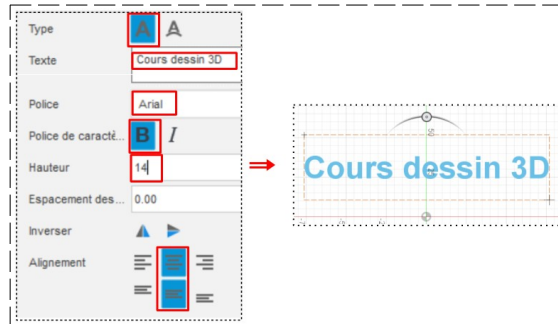 Type A A
Texte Cours dessin 3D
Police Arial
Police de caractè... B I
Hauteur 14
Espacement des... 0.00
Inverser
Alignement
Cours dessin 3D